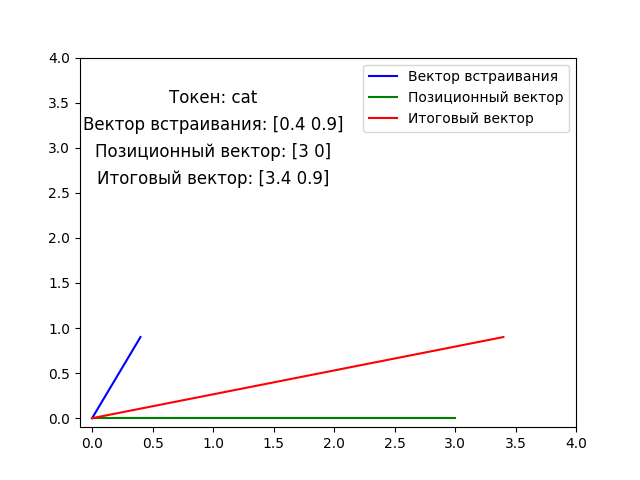 4.0
3.5
3.0
2.5
2.0
1.5
1.0
0.5
0.0
Токен: cat
Вектор встраивания: [0.4 0.9]
Позиционный вектор: [3 0]
Итоговый вектор: [3.4 0.9]
Вектор встраивания
Позиционный вектор
Итоговый вектор
0.0 0.5 1.0 1.5 2.0 2.5 3.0 3.5 4.0